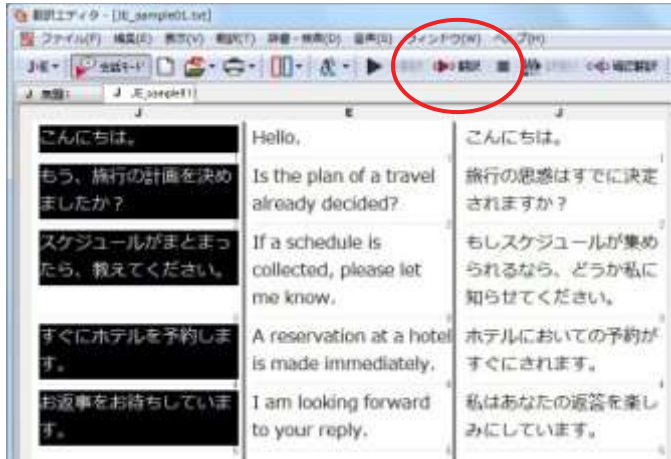 翻訳エディタ - [JE_sample01.txt]
ファイル(F) 編集(E) 表示(V) 翻訳(T) 辞書・検索(D) 音声(S) ウィンドウ(W) ヘルプ(H)
J-E 翻訳
J 無題1 J JE_sample01
J E J
こんにちは。
Hello.
こんにちは。
もう、旅行の計画を決め
ましたか？
Is the plan of a travel
already decided?
旅行の思惑はすでに決定
されますか？
スケジュールがまとまっ
たら、教えてください。
If a schedule is
collected, please let
me know.
もしスケジュールが集め
られるなら、どうか私に
知らせてください。
すぐにホテルを予約しま
す。
A reservation at a hotel
is made immediately.
ホテルにおいての予約が
すぐにされます。
お返事をお待ちしていま
す。
I am looking forward
to your reply.
私はあなたの返答を楽し
みにしています。